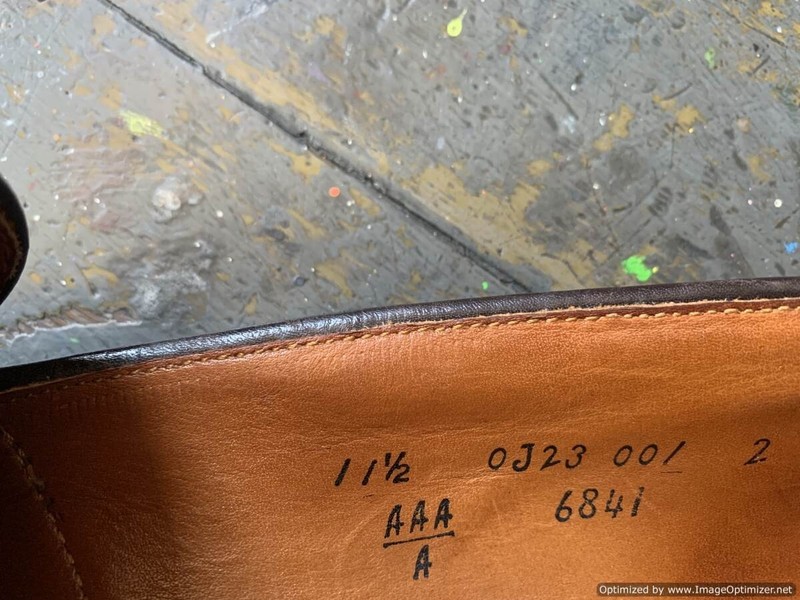 11½ 0J23 001 2
AAA 6841
A
Optimized by www.ImageOptimizer.net